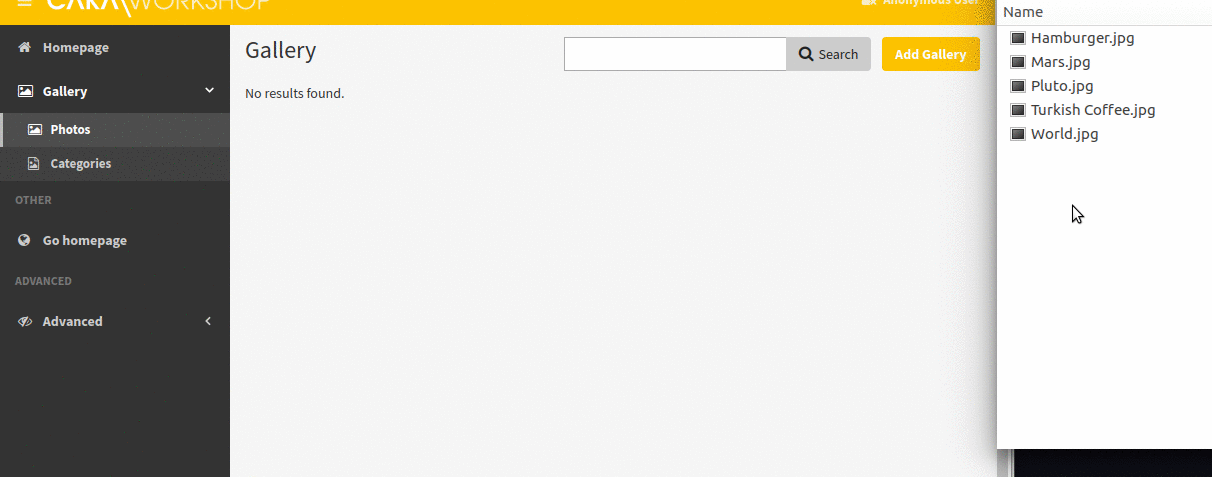 CAKA\WORKSHOP
Anonymous User
Homepage
Gallery
Photos
Categories
OTHER
Go homepage
ADVANCED
Advanced
Gallery
Search
Add Gallery
No results found.
Name
Hamburger.jpg
Mars.jpg
Pluto.jpg
Turkish Coffee.jpg
World.jpg